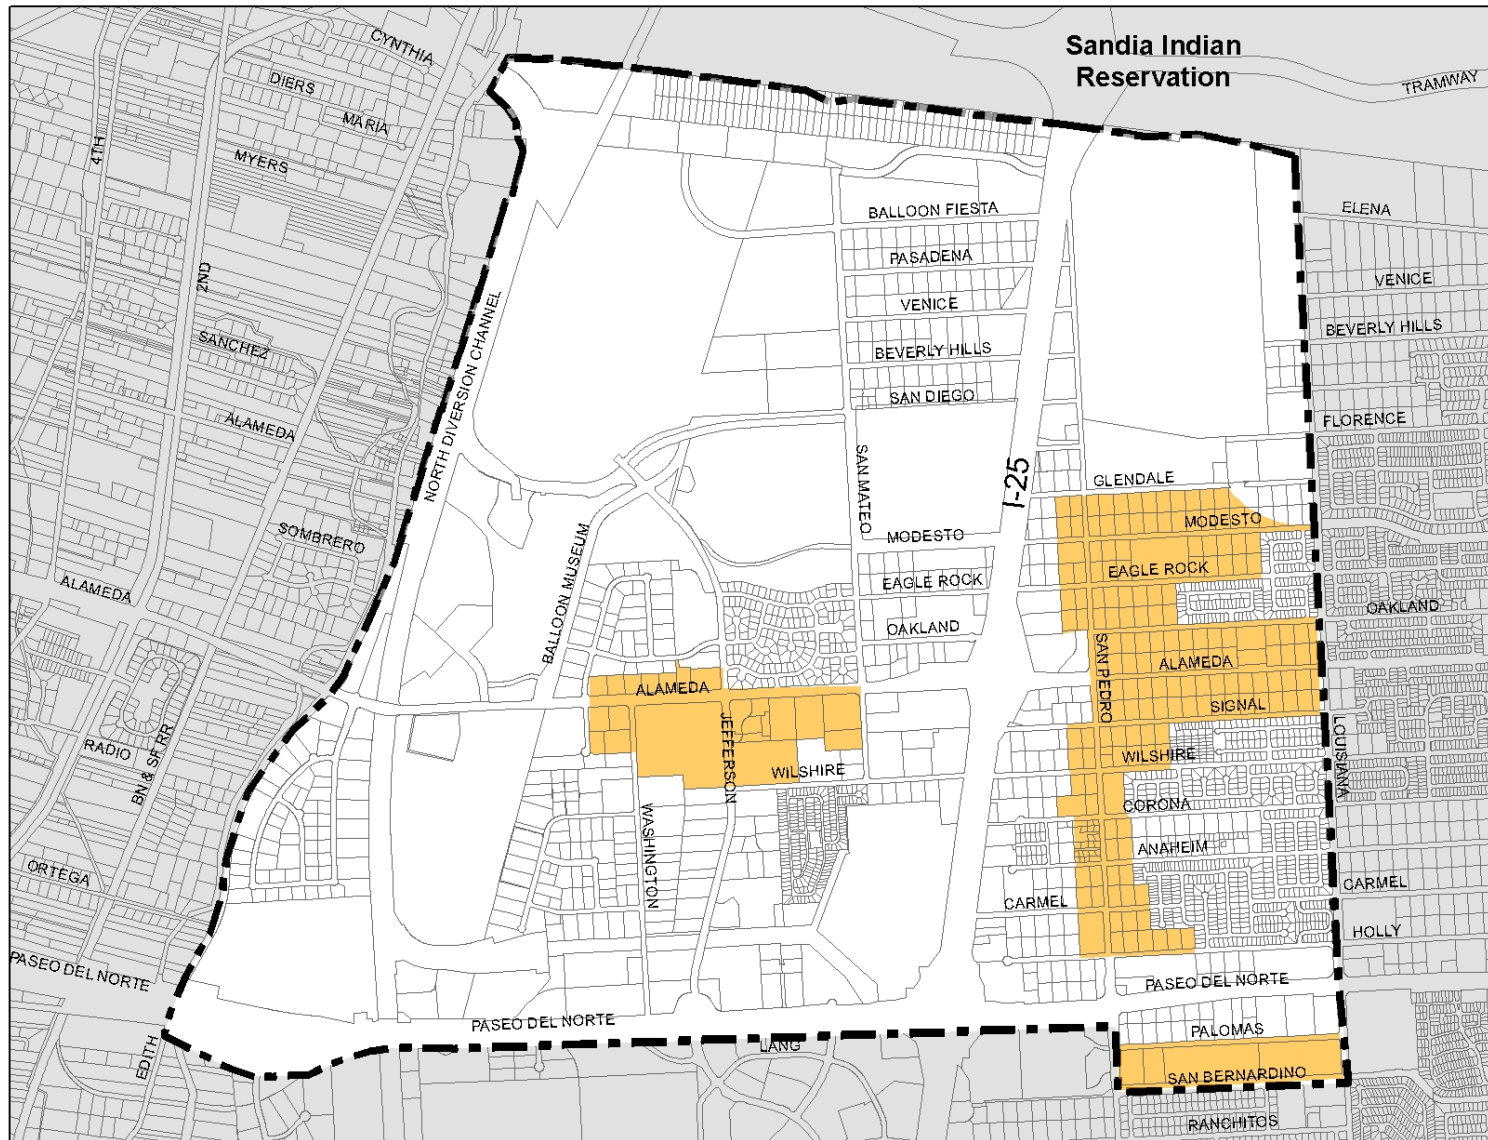 Sandia Indian
Reservation
TRAMWAY
CYNTHIA
DIERS
MARIA
MYERS
4TH
2ND
SANCHEZ
ALAMEDA
SOMBRERO
ALAMEDA
RADIO
BN& SF RR
ORTEGA
PASEO DEL NORTE
EDITH
NORTH DIVERSION CHANNEL
BALLOON MUSEUM
BALLOON FIESTA
PASADENA
VENICE
BEVERLY HILLS
SAN DIEGO
SAN MATEO
I-25
MODESTO
EAGLE ROCK
OAKLAND
GLENDALE
MODESTO
EAGLE ROCK
SAN PEDRO
ALAMEDA
SIGNAL
WILSHIRE
CORONA
ANAHEIM
CARMEL
PASEO DEL NORTE
PALOMAS
SAN BERNARDINO
RANCHITOS
ALAMEDA
JEFFERSON
WILSHIRE
WASHINGTON
PASEO DEL NORTE
LANG
ELENA
VENICE
BEVERLY HILLS
FLORENCE
OAKLAND
LOUISIANA
CARMEL
HOLLY